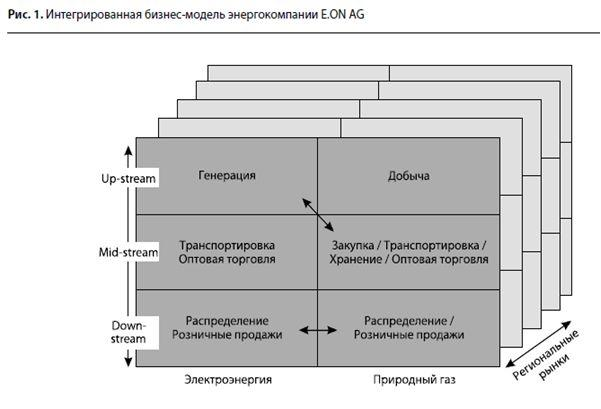 Рис. 1. Интегрированная бизнес-модель энергокомпании E.ON AG
Up-stream
Генерация
Добыча
Mid-stream
Транспортировка
Оптовая торговля
Закупка / Транспортировка /
Хранение / Оптовая торговля
Down-
stream
Распределение
Розничные продажи
Распределение /
Розничные продажи
Электроэнергия
Природный газ
Региональные
рынки